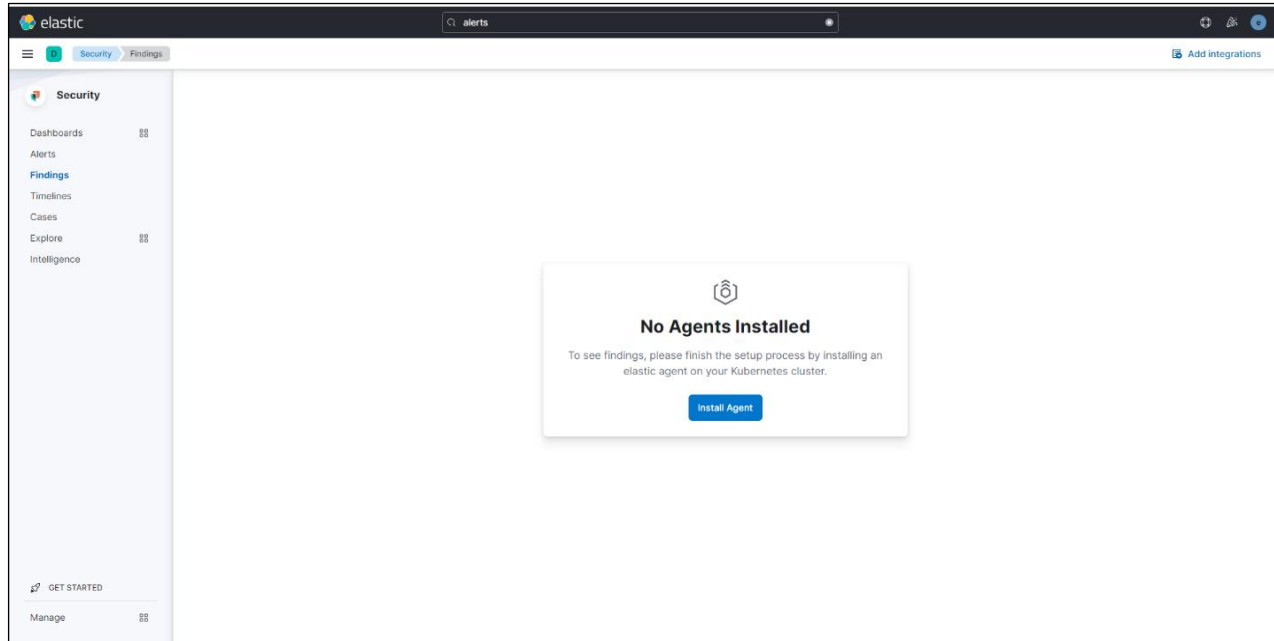 elastic
alerts
D
Security
Findings
Add integrations
Security
Dashboards
Alerts
Findings
Timelines
Cases
Explore
Intelligence
No Agents Installed
To see findings, please finish the setup process by installing an
elastic agent on your Kubernetes cluster.
Install Agent
GET STARTED
Manage